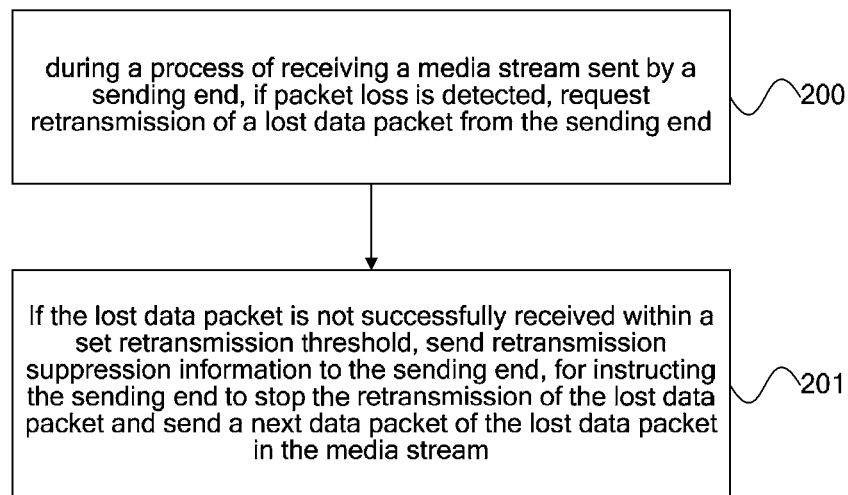 during a process of receiving a media stream sent by a
sending end, if packet loss is detected, request
retransmission of a lost data packet from the sending end
200
If the lost data packet is not successfully received within a
set retransmission threshold, send retransmission
suppression information to the sending end, for instructing
the sending end to stop the retransmission of the lost data
packet and send a next data packet of the lost data packet
in the media stream
201